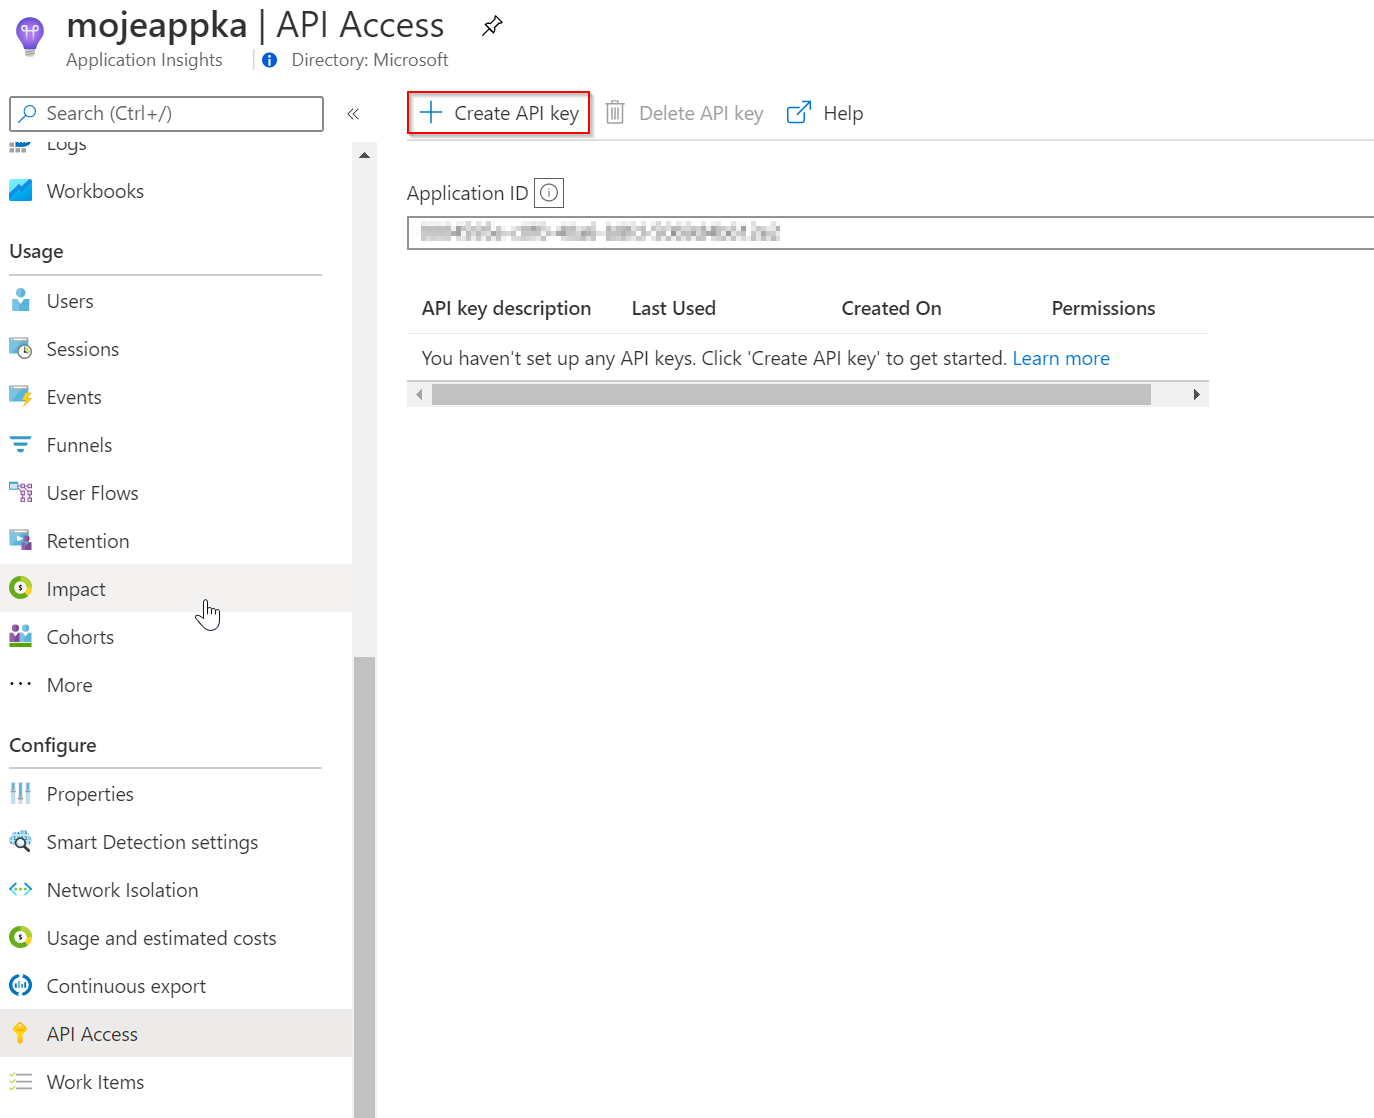 mojeappka | API Access
Application Insights
Directory: Microsoft
Search (Ctrl+/)
«
Create API key
Delete API key
Help
Logs
Workbooks
Usage
Users
Sessions
Events
Funnels
User Flows
Retention
Impact
Cohorts
More
Configure
Properties
Smart Detection settings
Network Isolation
Usage and estimated costs
Continuous export
API Access
Work Items
Application ID
API key description Last Used Created On Permissions
You haven't set up any API keys. Click 'Create API key' to get started. Learn more